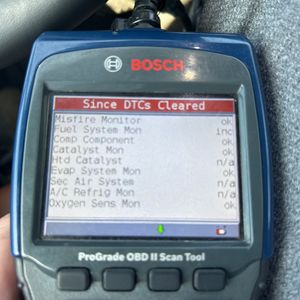 BOSCH
Since DTCs Cleared
Misfire Monitor ok
Fuel System Mon inc
Comp Component ok
Catalyst Mon ok
Htd Catalyst n/a
Evap System Mon ok
Sec Air System n/a
A/C Refrig Mon n/a
Oxygen Sens Mon ok
ProGrade OBD II Scan Tool